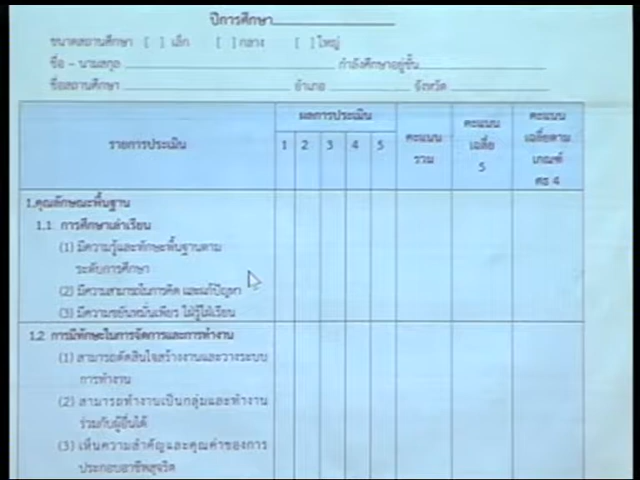 ปีการศึกษา
ขนาดสถานศึกษา [ ] เล็ก [ ] กลาง [ ] ใหญ่
ชื่อ - นามสกุล กำลังศึกษาอยู่ชั้น
ชื่อสถานศึกษา อำเภอ จังหวัด
รายการประเมิน
ผลการประเมิน
1 2 3 4 5
คะแนน
รวม
คะแนน
เฉลี่ย
5
คะแนน
เฉลี่ยตาม
เกณฑ์
คธ 4
1.คุณลักษณะพื้นฐาน
1.1 การศึกษาเล่าเรียน
(1) มีความรู้และทักษะพื้นฐานตาม
ระดับการศึกษา
(2) มีความสามารถในการคิด และแก้ปัญหา
(3) มีความขยันหมั่นเพียร ใฝ่รู้ใฝ่เรียน
1.2 การมีทักษะในการจัดการและการทำงาน
(1) สามารถตัดสินใจสร้างงานและวางระบบ
การทำงาน
(2) สามารถทำงานเป็นกลุ่มและทำงาน
ร่วมกับผู้อื่นได้
(3) เห็นความสำคัญและคุณค่าของการ
ประกอบอาชีพสุจริต